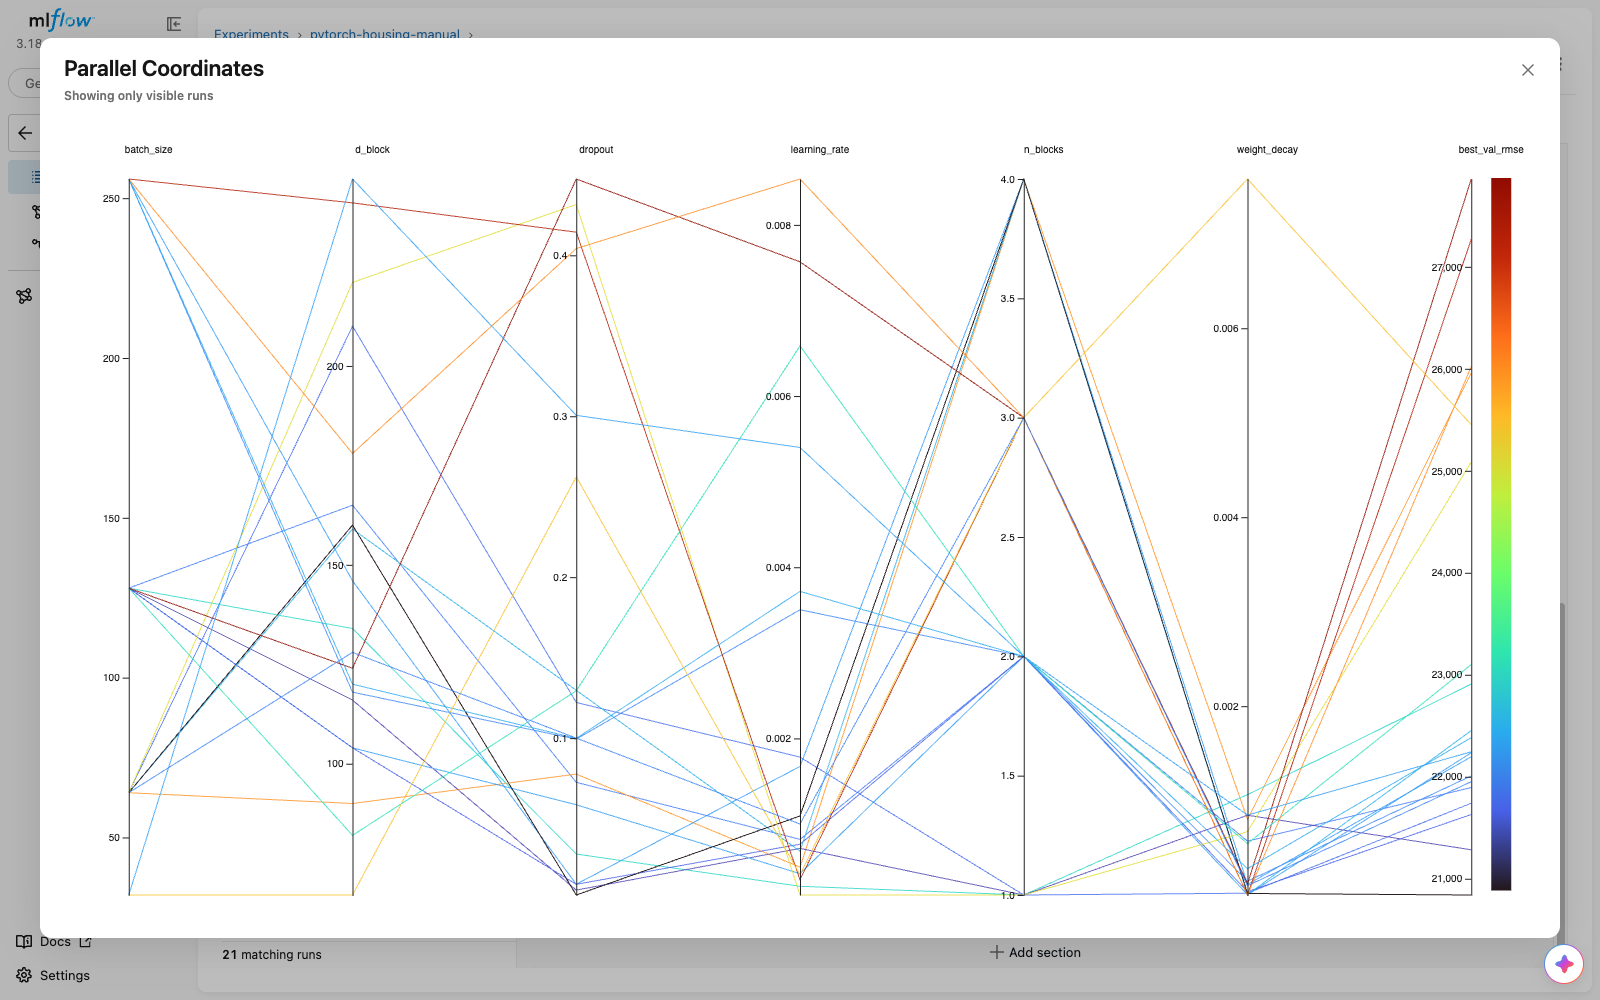 mlflow
3.18
Experiments › pytorch-housing-manual ›
Ge
Parallel Coordinates
Showing only visible runs
batch_size
d_block
dropout
learning_rate
n_blocks
weight_decay
best_val_rmse
250
200
150
100
50
200
150
100
0.4
0.3
0.2
0.1
0.008
0.006
0.004
0.002
4.0
3.5
3.0
2.5
2.0
1.5
1.0
0.006
0.004
0.002
27,000
26,000
25,000
24,000
23,000
22,000
21,000
Docs
Settings
21 matching runs
Add section